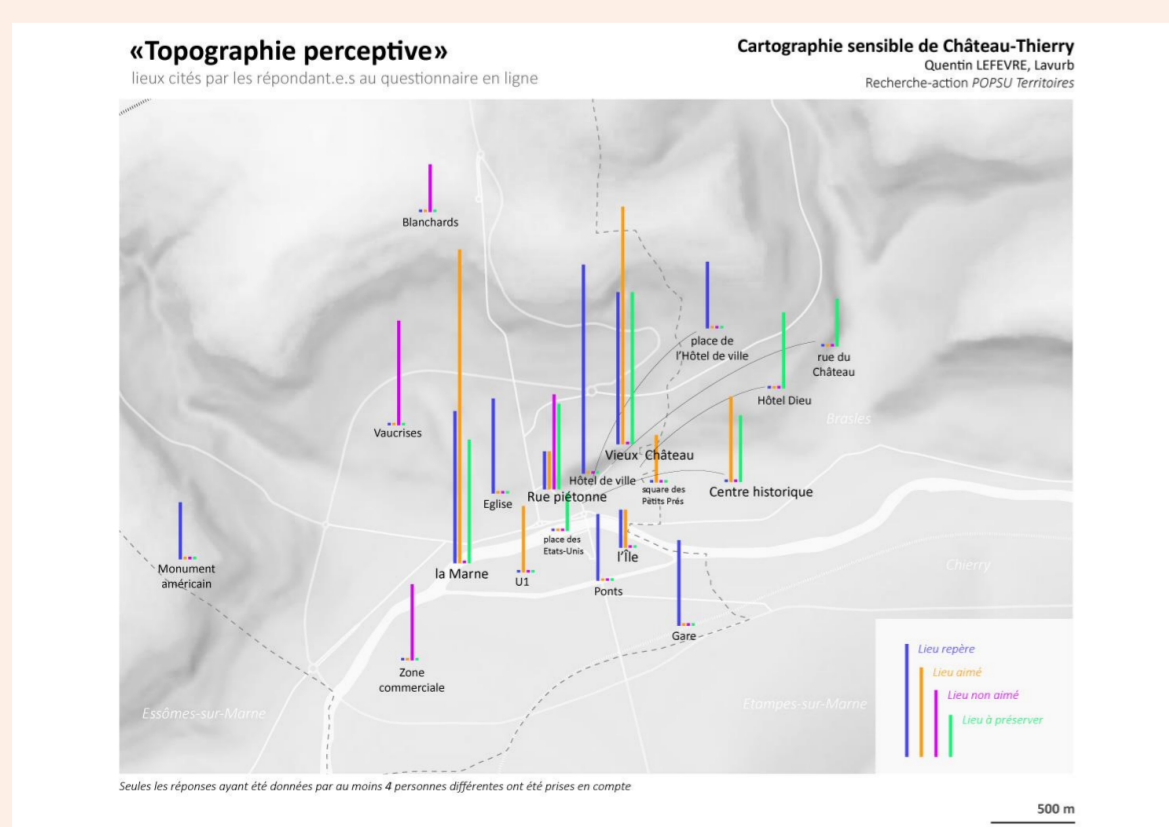 «Topographie perceptive»
lieux cités par les répondant.e.s au questionnaire en ligne
Cartographie sensible de Château-Thierry
Quentin LEFEVRE, Lavurb
Recherche-action POPSU Territoires
Blanchards
place de
l'Hôtel de ville
rue du
Château
Hôtel Dieu
Brasles
Vaucrises
Vieux Château
Hôtel de ville
Rue piétonne
square des
Pètits Prés
Centre historique
Eglise
place des
Etats-Unis
l'Île
Monument
américain
la Marne
U1
Ponts
Chierry
Gare
Zone
commerciale
Essômes-sur-Marne
Etampes-sur-Marne
Lieu repère
Lieu aimé
Lieu non aimé
Lieu à préserver
Seules les réponses ayant été données par au moins 4 personnes différentes ont été prises en compte
500 m